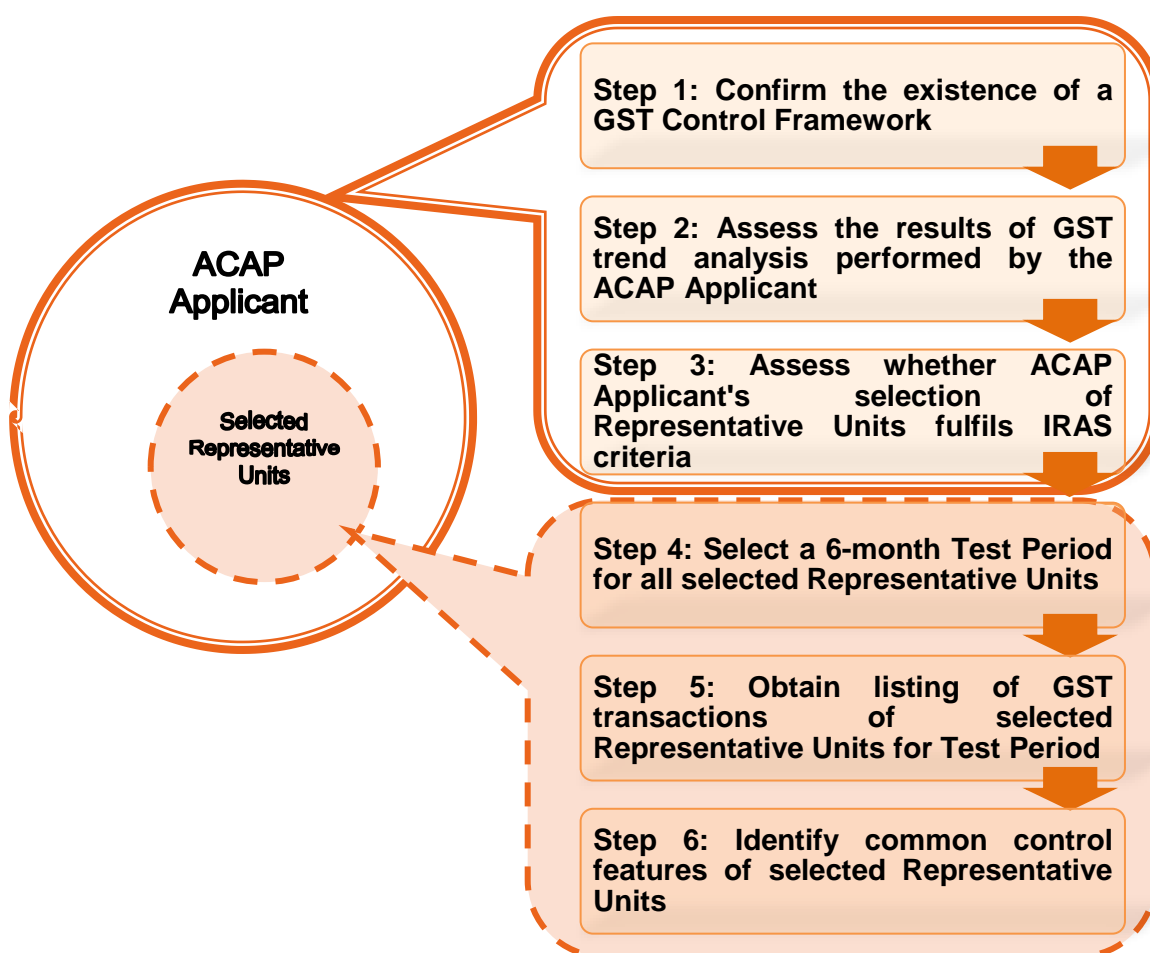 ACAP
Applicant
Selected
Representative
Units
Step 1: Confirm the existence of a
GST Control Framework
Step 2: Assess the results of GST
trend analysis performed by the
ACAP Applicant
Step 3: Assess whether ACAP
Applicant's selection of
Representative Units fulfils IRAS
criteria
Step 4: Select a 6-month Test Period
for all selected Representative Units
Step 5: Obtain listing of GST
transactions of selected
Representative Units for Test Period
Step 6: Identify common control
features of selected Representative
Units